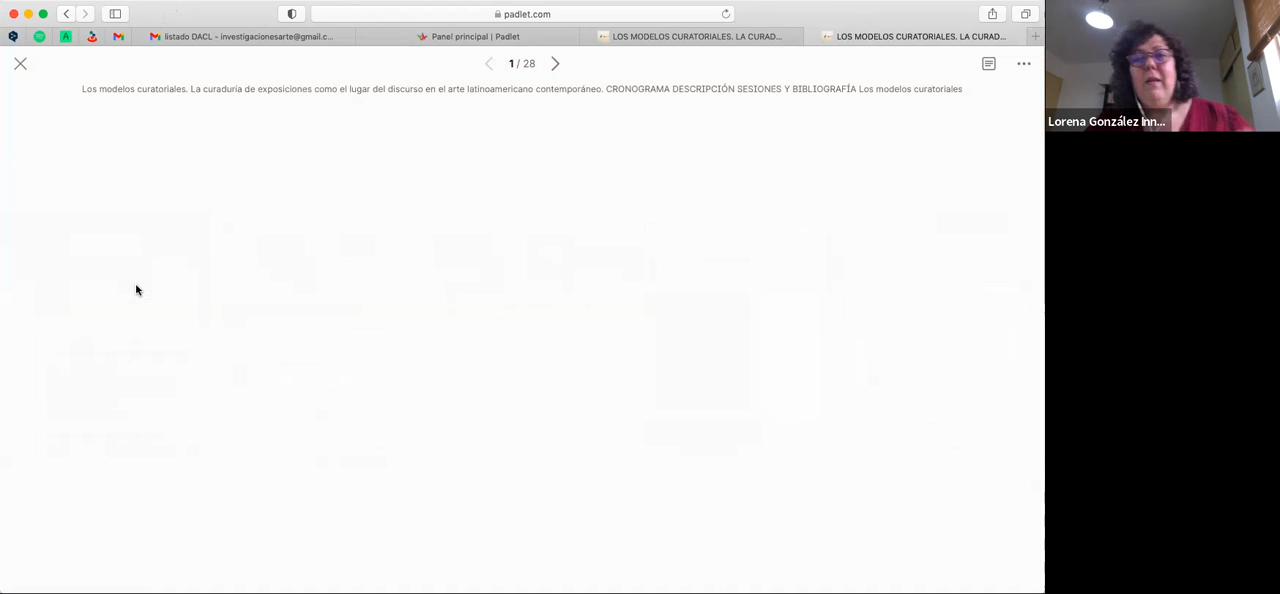 padlet.com
listado DACL - investigacionesarte@gmail.c...
Panel principal | Padlet
LOS MODELOS CURATORIALES. LA CURAD...
LOS MODELOS CURATORIALES. LA CURAD...
1 / 28
Los modelos curatoriales. La curaduría de exposiciones como el lugar del discurso en el arte latinoamericano contemporáneo. CRONOGRAMA DESCRIPCIÓN SESIONES Y BIBLIOGRAFÍA Los modelos curatoriales
Lorena González Inn...